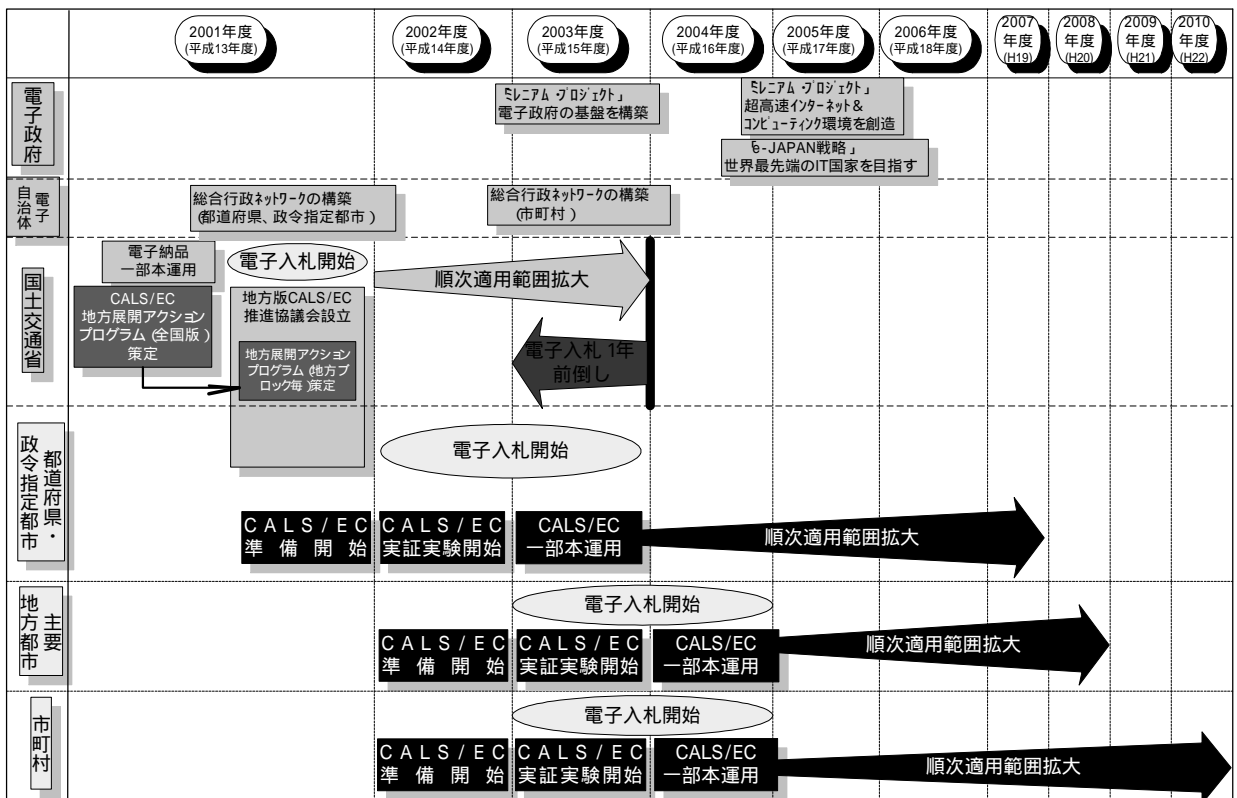 2001年度
(平成13年度)
2002年度
(平成14年度)
2003年度
(平成15年度)
2004年度
(平成16年度)
2005年度
(平成17年度)
2006年度
(平成18年度)
2007
年度
(H19)
2008
年度
(H20)
2009
年度
(H21)
2010
年度
(H22)
電子政府
ミレニアム・プロジェクト」
電子政府の基盤を構築
ミレニアム・プロジェクト」
超高速インターネット&
コンピューティング環境を創造
「e-JAPAN戦略」
世界最先端のIT国家を目指す
電子
自治体
総合行政ネットワークの構築
(都道府県、政令指定都市)
総合行政ネットワークの構築
(市町村)
国土交通省
電子納品
一部本運用
電子入札開始
順次適用範囲拡大
CALS/EC
地方展開アクション
プログラム(全国版)
策定
地方版CALS/EC
推進協議会設立
地方展開アクション
プログラム(地方ブ
ロック毎)策定
電子入札1年
前倒し
都道府県・
政令指定都市
電子入札開始
CALS/EC
準備開始
CALS/EC
実証実験開始
CALS/EC
一部本運用
順次適用範囲拡大
主要
地方都市
電子入札開始
CALS/EC
準備開始
CALS/EC
実証実験開始
CALS/EC
一部本運用
順次適用範囲拡大
市町村
電子入札開始
CALS/EC
準備開始
CALS/EC
実証実験開始
CALS/EC
一部本運用
順次適用範囲拡大